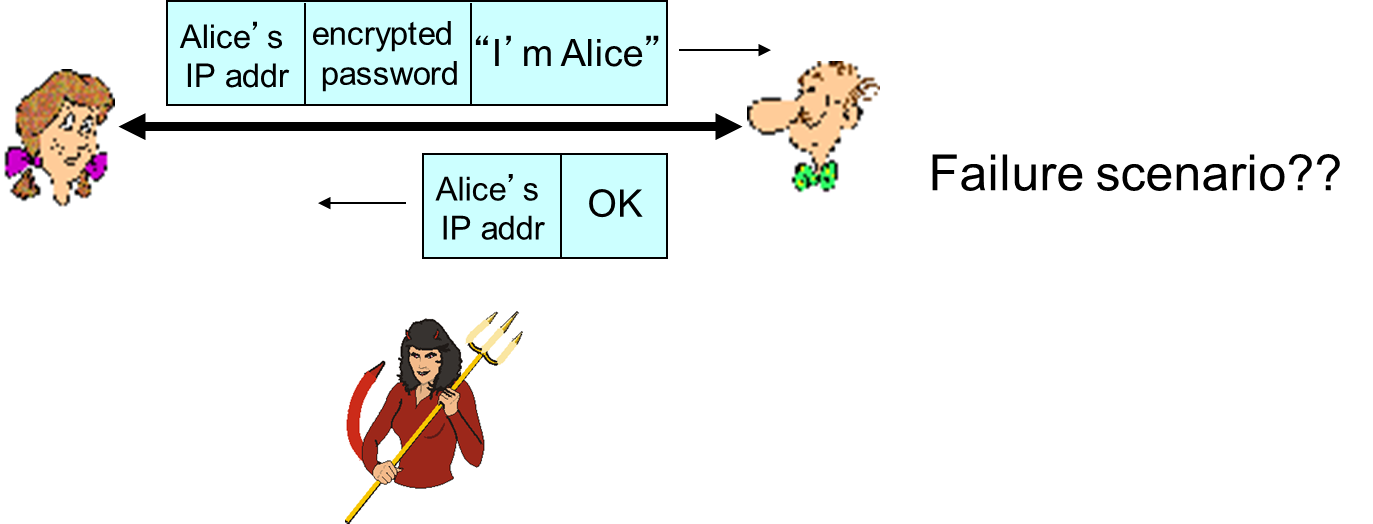 Alice’s
IP addr
encrypted
password
“I’m Alice”
Alice’s
IP addr
OK
Failure scenario??